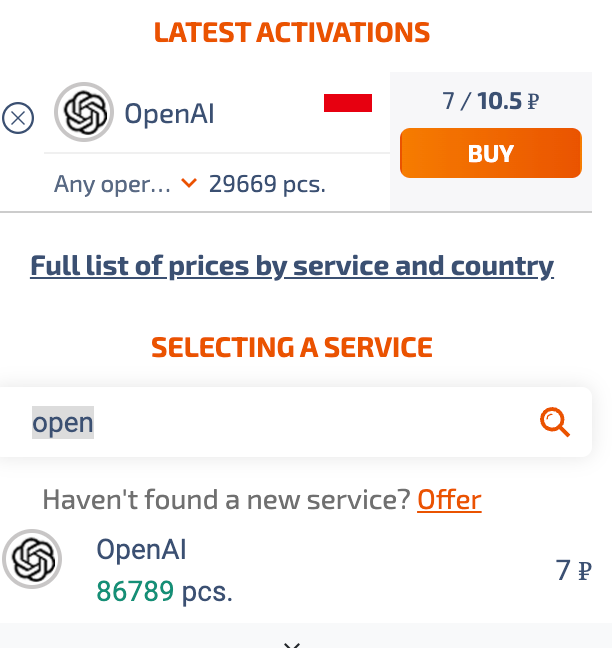 LATEST ACTIVATIONS
OpenAI
7 / 10.5 ₽
BUY
Any oper... 29669 pcs.
Full list of prices by service and country
SELECTING A SERVICE
open
Haven't found a new service? Offer
OpenAI
86789 pcs.
7 ₽